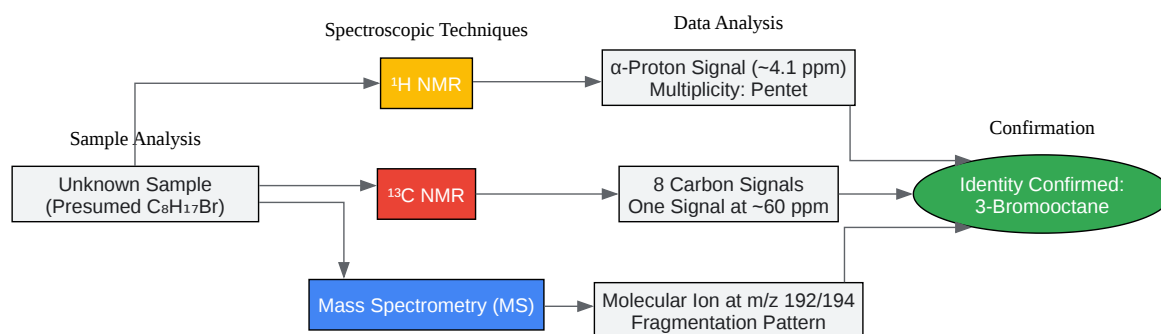 Spectroscopic Techniques
Data Analysis
¹H NMR
α-Proton Signal (~4.1 ppm)
Multiplicity: Pentet
Sample Analysis
Confirmation
Unknown Sample
(Presumed C₈H₁₇Br)
¹³C NMR
8 Carbon Signals
One Signal at ~60 ppm
Identity Confirmed:
3-Bromooctane
Mass Spectrometry (MS)
Molecular Ion at m/z 192/194
Fragmentation Pattern